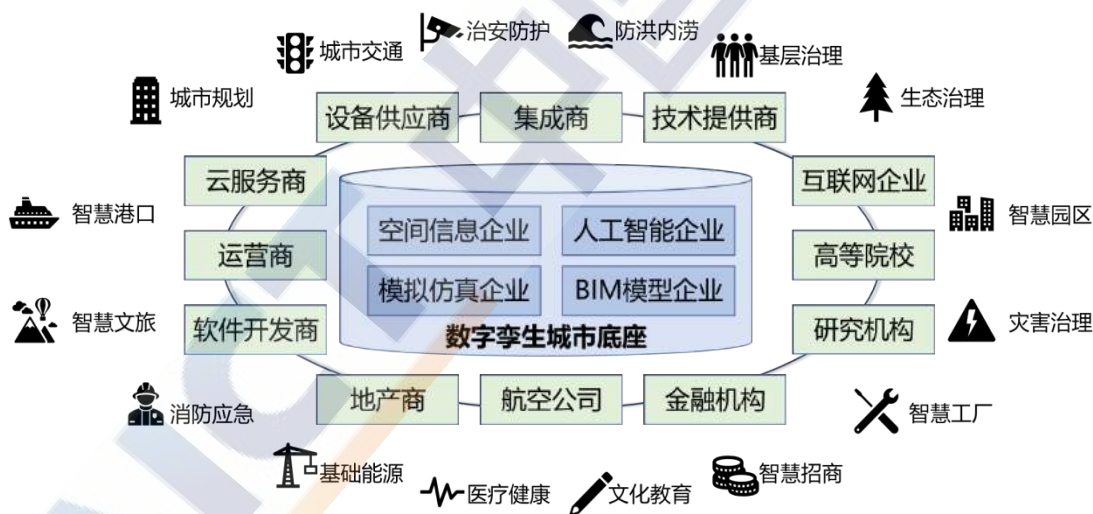 治安防护
防洪内涝
城市交通
基层治理
城市规划
生态治理
设备供应商
集成商
技术提供商
云服务商
互联网企业
智慧港口
空间信息企业
人工智能企业
智慧园区
运营商
高等院校
模拟仿真企业
BIM模型企业
智慧文旅
软件开发商
数字孪生城市底座
研究机构
灾害治理
地产商
航空公司
金融机构
消防应急
智慧工厂
基础能源
医疗健康
文化教育
智慧招商